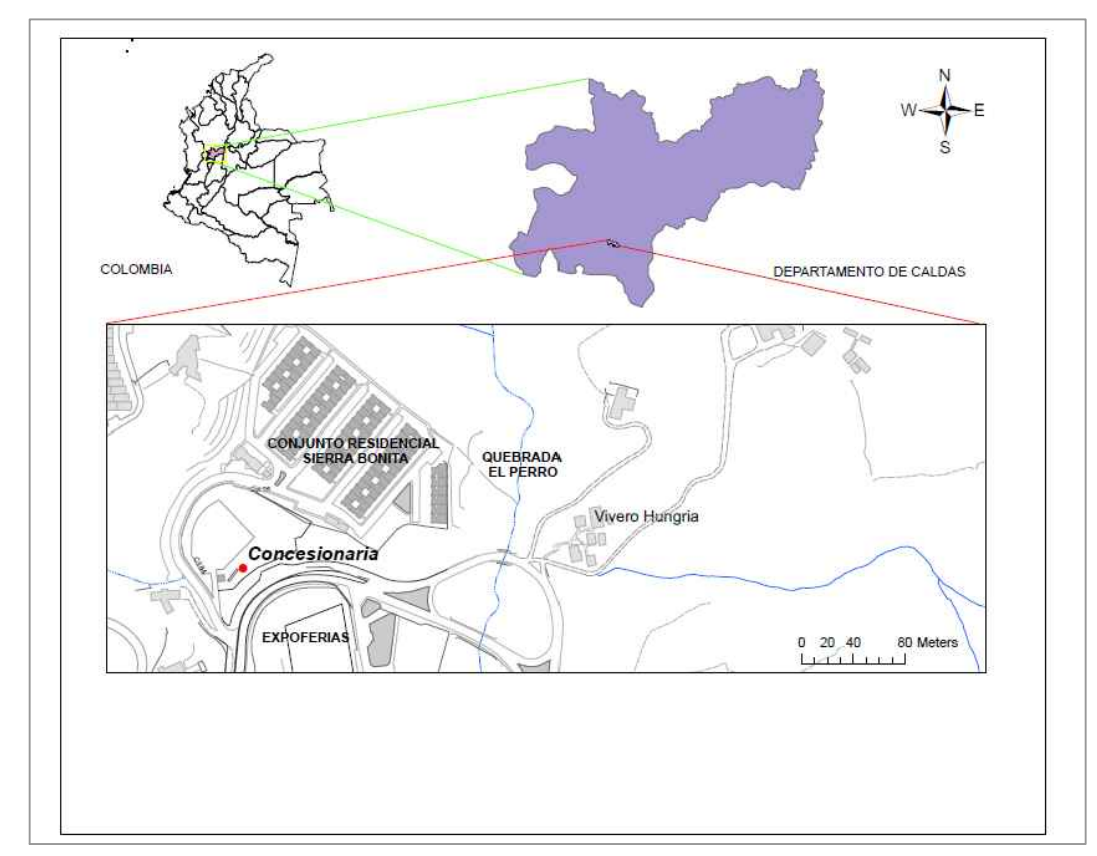 N
W E
S
COLOMBIA
DEPARTAMENTO DE CALDAS
CONJUNTO RESIDENCIAL
SIERRA BONITA
QUEBRADA
EL PERRO
Vivero Hungria
Concesionaria
EXPOFERIAS
0 20 40 80 Meters